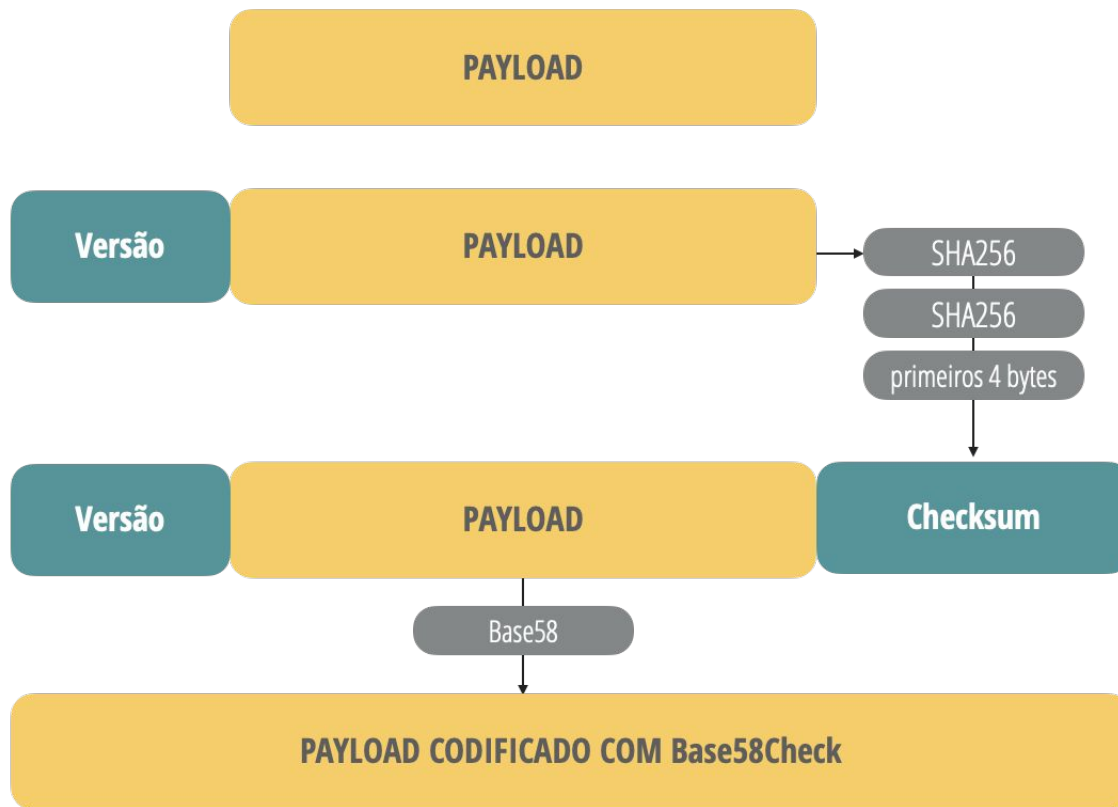 PAYLOAD
Versão
PAYLOAD
SHA256
SHA256
primeiros 4 bytes
Versão
PAYLOAD
Checksum
Base58
PAYLOAD CODIFICADO COM Base58Check